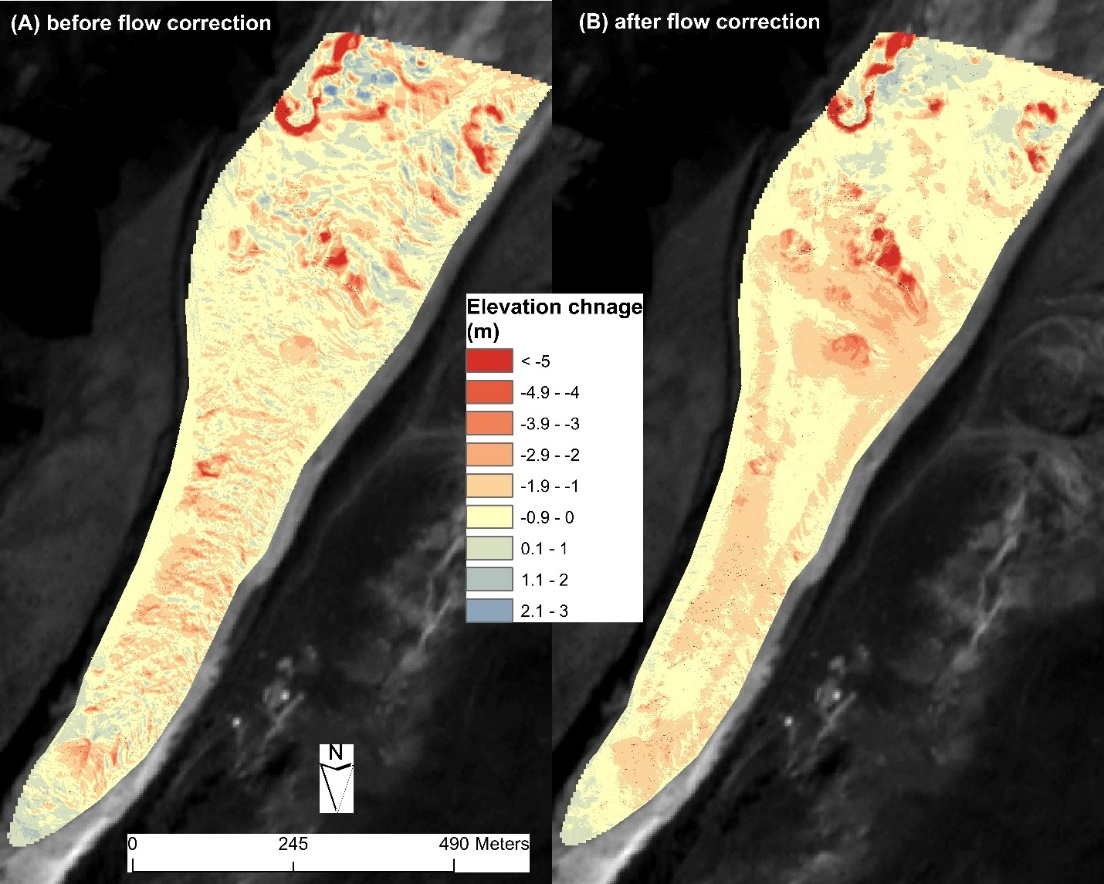 (A) before flow correction
(B) after flow correction
Elevation chnage
(m)
< -5
-4.9 - -4
-3.9 - -3
-2.9 - -2
-1.9 - -1
-0.9 - 0
0.1 - 1
1.1 - 2
2.1 - 3
N
0 245 490 Meters